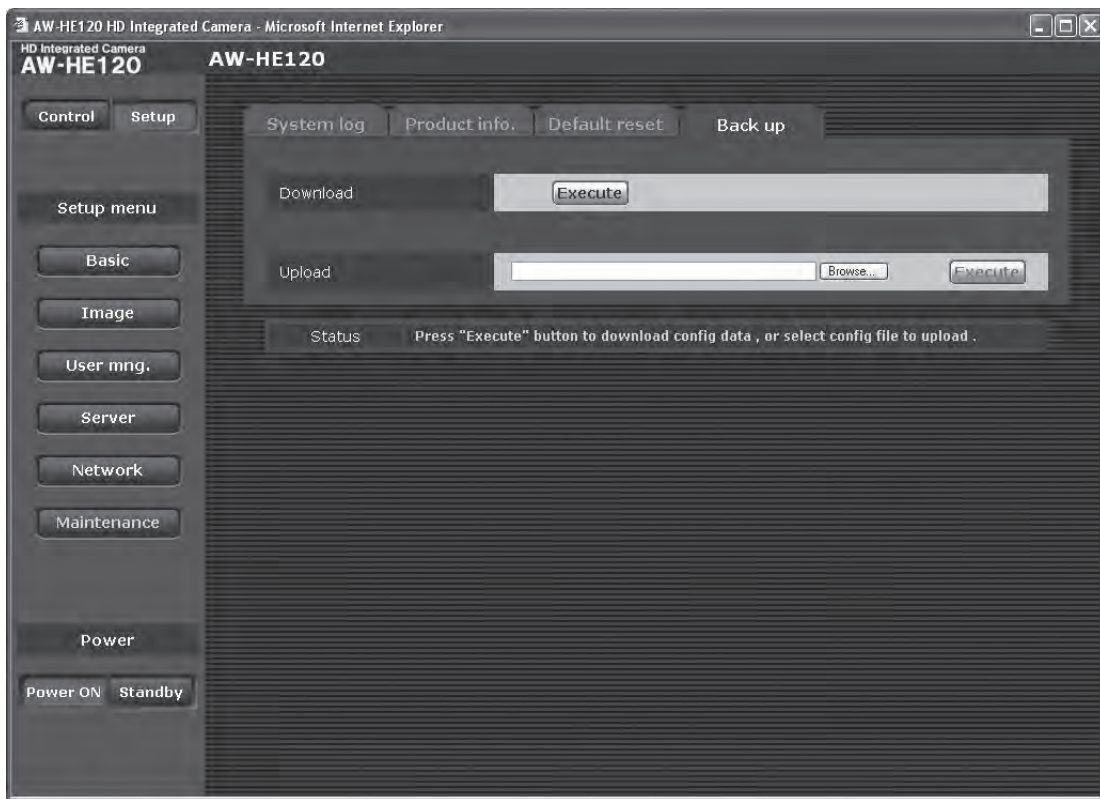 AW-HE120 HD Integrated Camera - Microsoft Internet Explorer
HD Integrated Camera
AW-HE120
AW-HE120
Control
Setup
System log
Product info.
Default reset
Back up
Download
Execute
Setup menu
Basic
Upload
Browse...
Execute
Image
Status
Press "Execute" button to download config data , or select config file to upload .
User mng.
Server
Network
Maintenance
Power
Power ON
Standby